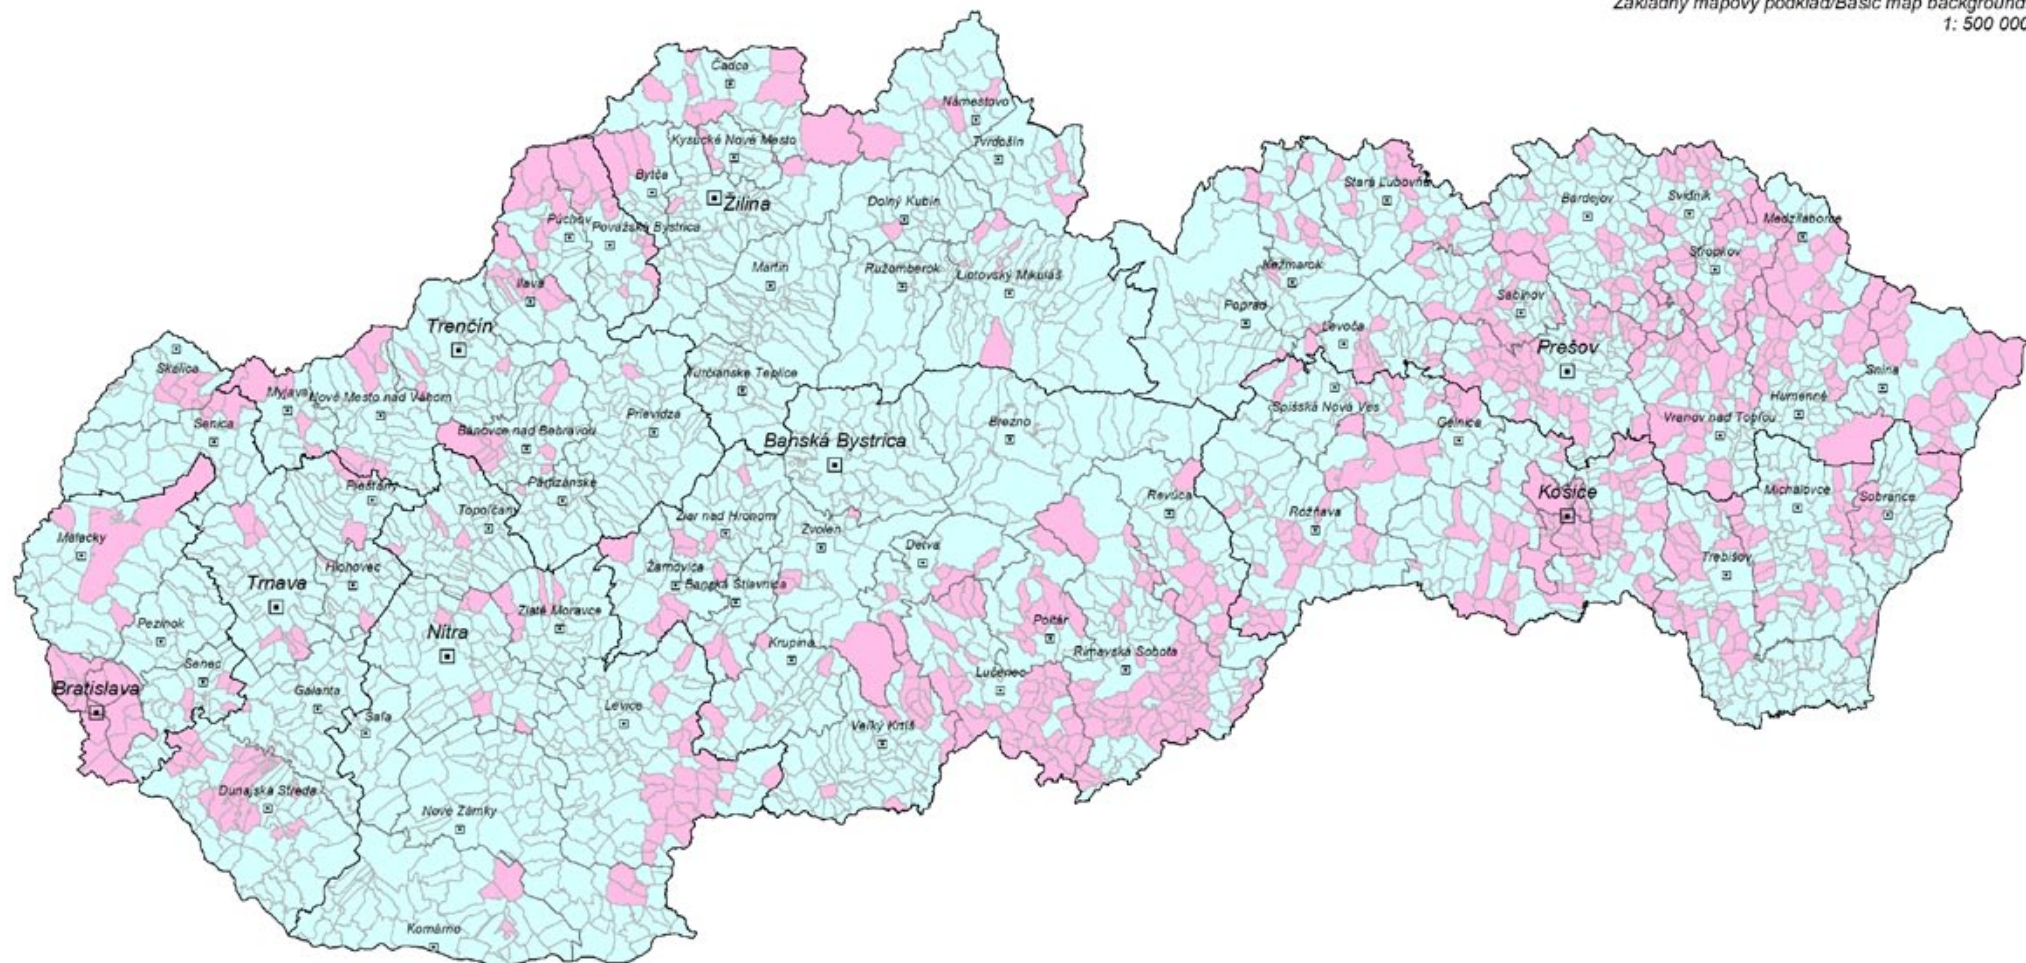 Základný mapový podklad/Basic map background:
1: 500 000
Čadca
Námestovo
Kysucké Nové Mesto
Tvrdošín
Bytča
Žilina
Dolný Kubín
Stará Ľubovňa
Bardejov
Svidník
Medzilaborce
Púchov
Považská Bystrica
Martin
Ružomberok
Liptovský Mikuláš
Kežmarok
Stropkov
Ilava
Poprad
Sabinov
Trenčín
Levoča
Prešov
Skalica
Turčianske Teplice
Snina
Myjava
Nové Mesto nad Váhom
Spišská Nová Ves
Humenné
Senica
Prievidza
Brezno
Gelnica
Vranov nad Topľou
Bánovce nad Bebravou
Banská Bystrica
Piešťany
Partizánske
Revúca
Košice
Michalovce
Sobrance
Topoľčany
Žiar nad Hronom
Zvolen
Rožňava
Malacky
Detva
Trebišov
Hlohovec
Žarnovica
Banská Štiavnica
Trnava
Zlaté Moravce
Pezinok
Nitra
Krupina
Poltár
Rimavská Sobota
Senec
Lučenec
Bratislava
Galanta
Levice
Šaľa
Veľký Krtíš
Dunajská Streda
Nové Zámky
Komárno